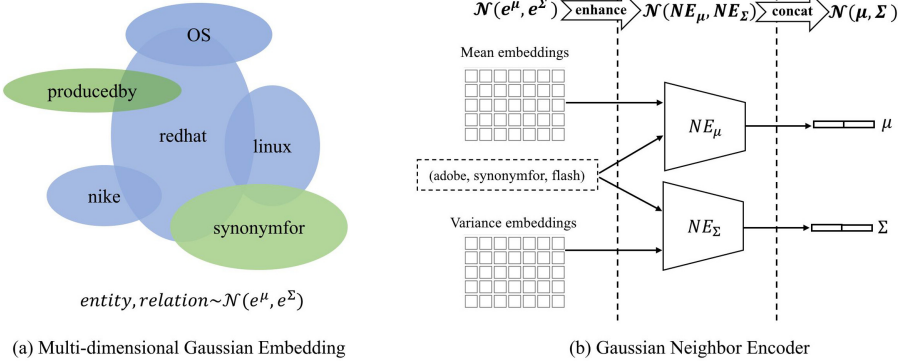 OS
producedby
redhat
linux
nike
synonymfor
entity, relation~𝒩(e^μ, e^Σ)
(a) Multi-dimensional Gaussian Embedding
𝒩(e^μ, e^Σ) enhance 𝒩(NE_μ, NE_Σ) concat 𝒩(μ, Σ)
Mean embeddings
NE_μ
μ
(adobe, synonymfor, flash)
Variance embeddings
NE_Σ
Σ
(b) Gaussian Neighbor Encoder